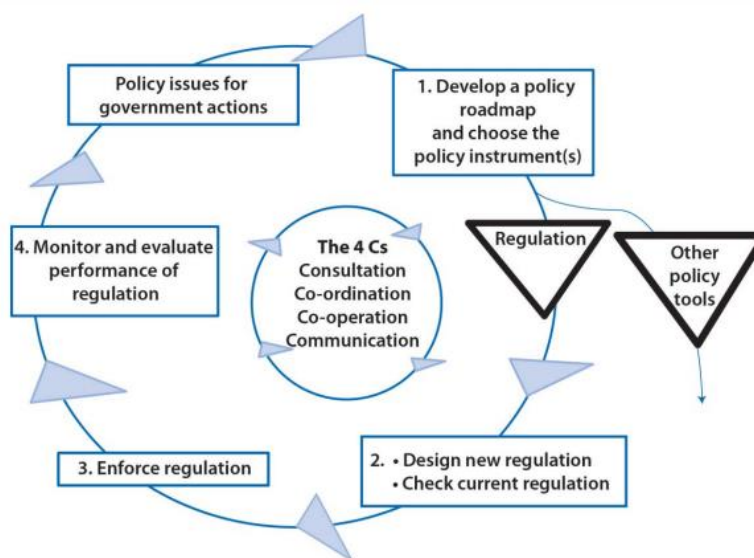 Policy issues for
government actions
1. Develop a policy
roadmap
and choose the
policy instrument(s)
Regulation
Other
policy
tools
2. • Design new regulation
• Check current regulation
3. Enforce regulation
4. Monitor and evaluate
performance of
regulation
The 4 Cs
Consultation
Co-ordination
Co-operation
Communication